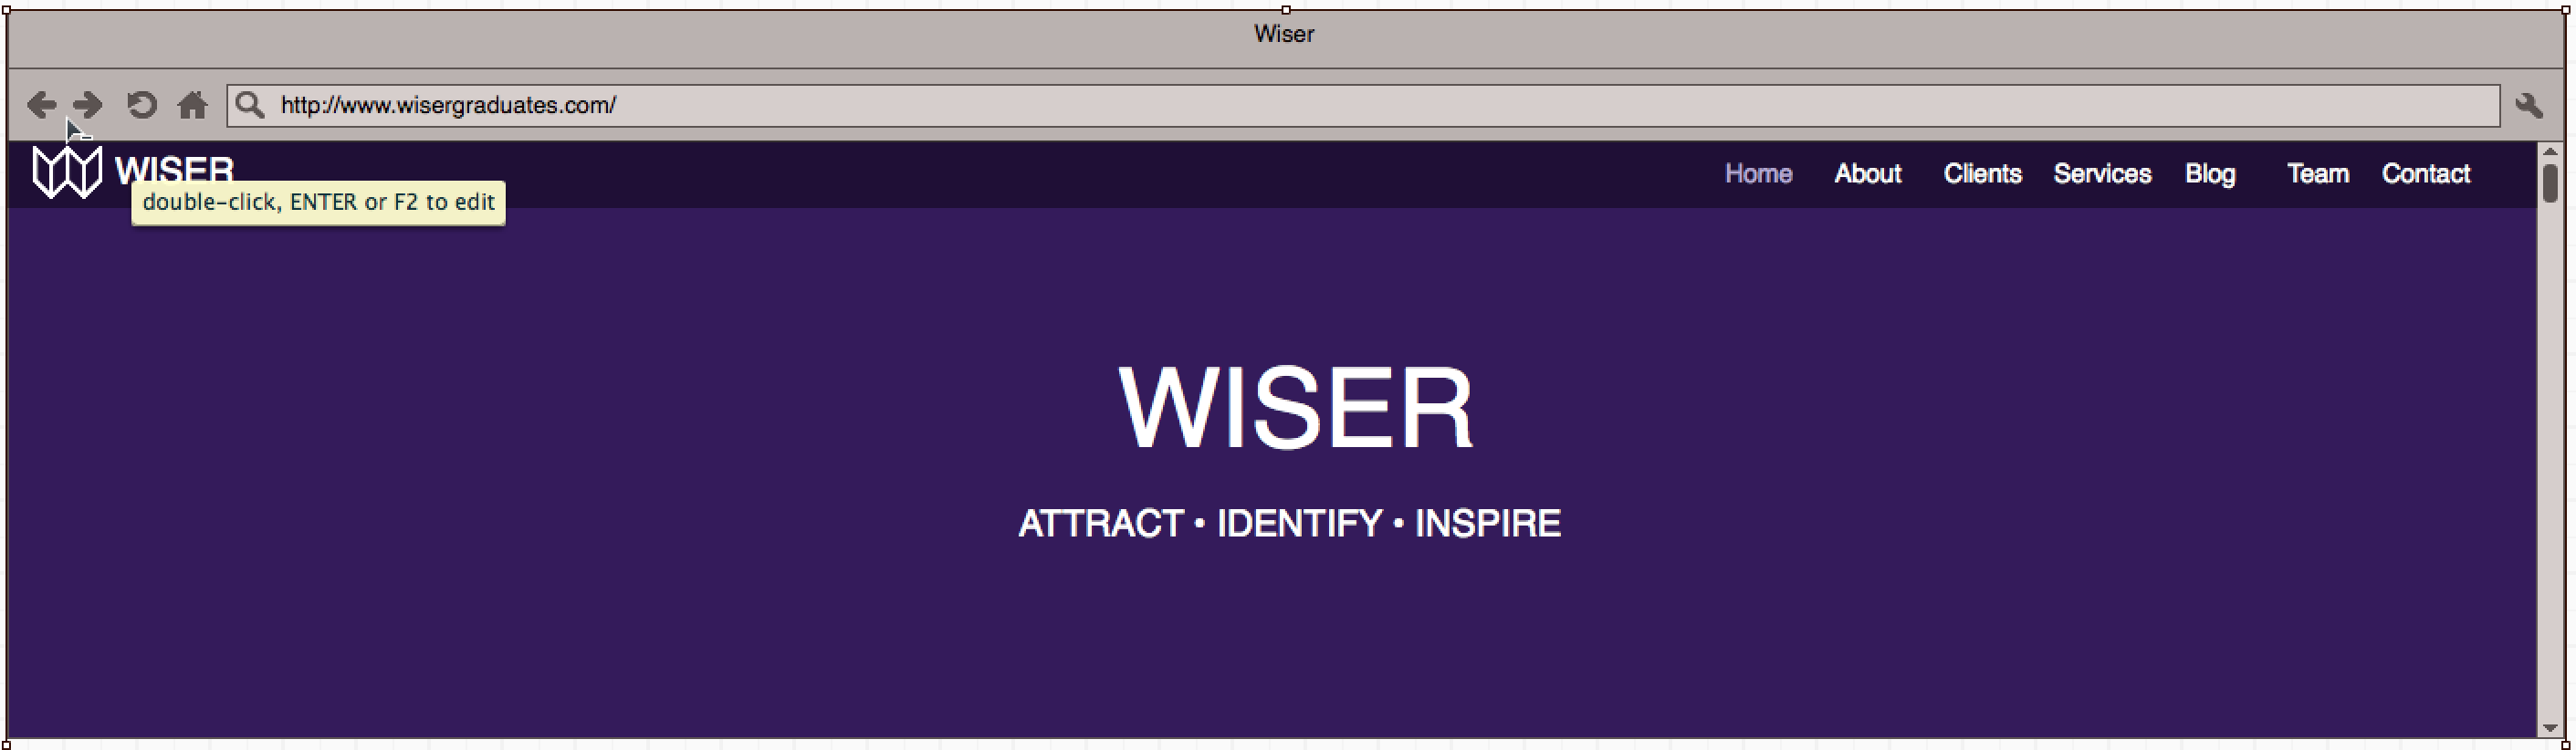 Wiser
http://www.wisergraduates.com/
WISER
Home About Clients Services Blog Team Contact
double-click, ENTER or F2 to edit
WISER
ATTRACT • IDENTIFY • INSPIRE